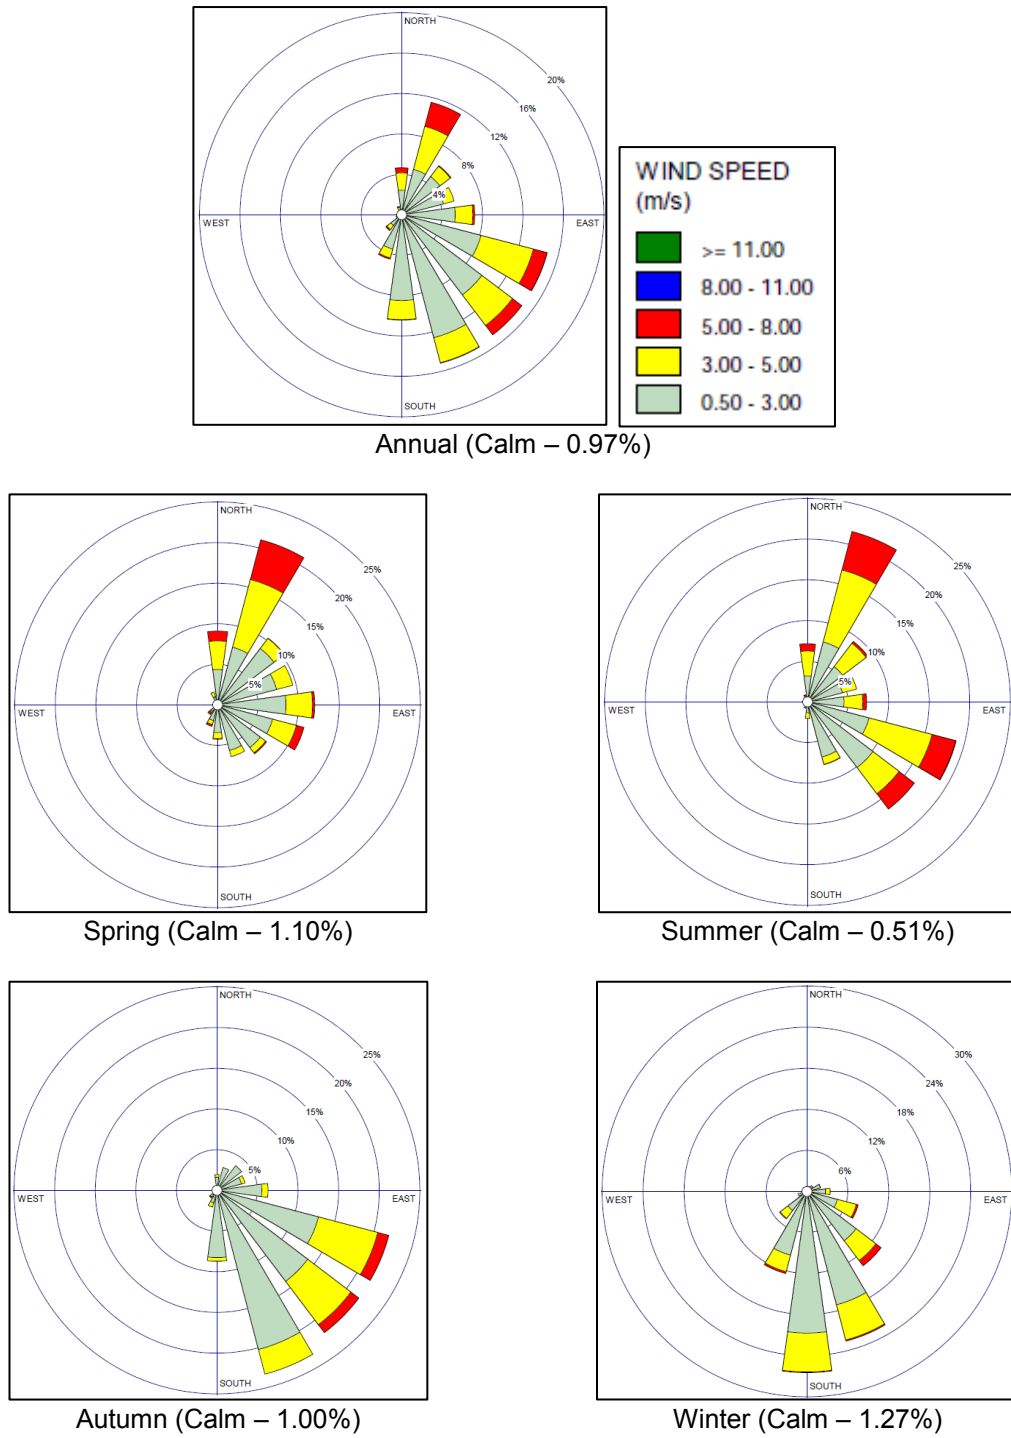 NORTH
20%
16%
12%
8%
4%
WEST
EAST
SOUTH
WIND SPEED
(m/s)
>= 11.00
8.00 - 11.00
5.00 - 8.00
3.00 - 5.00
0.50 - 3.00
Annual (Calm – 0.97%)
NORTH
25%
20%
15%
10%
5%
WEST
EAST
SOUTH
Spring (Calm – 1.10%)
NORTH
25%
20%
15%
10%
5%
WEST
EAST
SOUTH
Summer (Calm – 0.51%)
NORTH
25%
20%
15%
10%
5%
WEST
EAST
SOUTH
Autumn (Calm – 1.00%)
NORTH
30%
24%
18%
12%
6%
WEST
EAST
SOUTH
Winter (Calm – 1.27%)